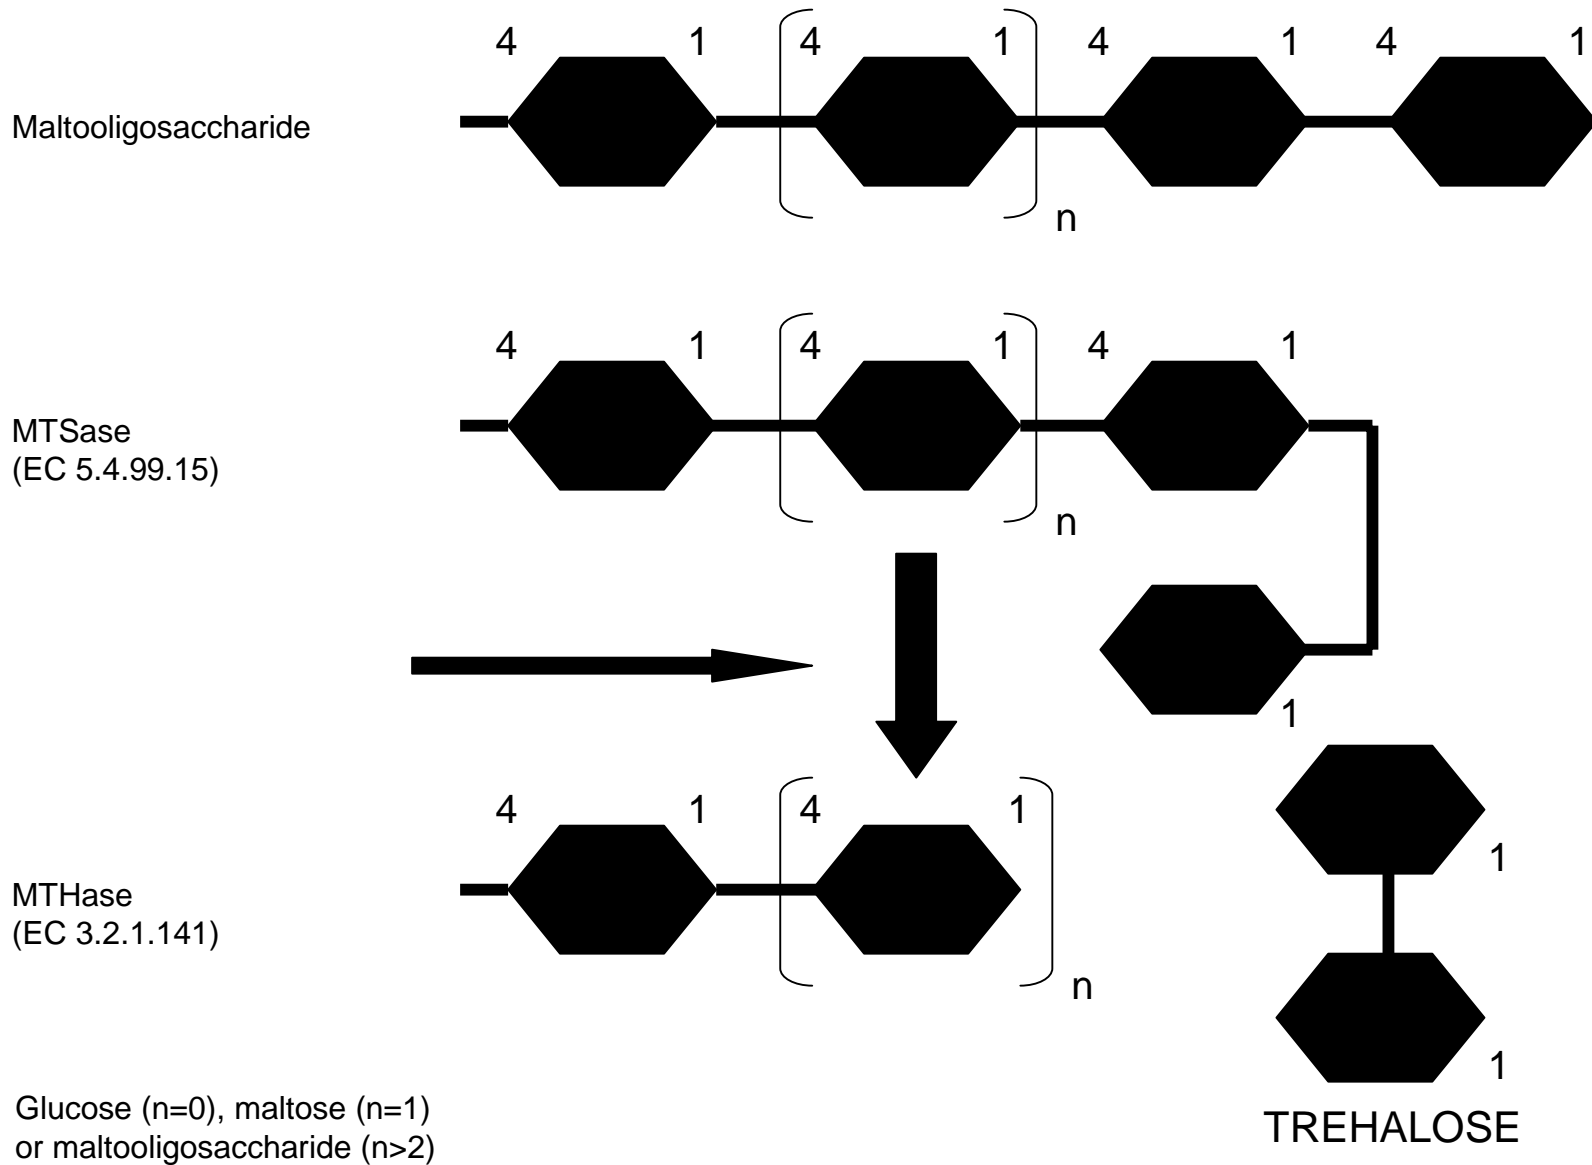 4 1 4 1 4 1 4 1
Maltooligosaccharide
n
4 1 4 1 4 1
MTSase
(EC 5.4.99.15)
n
1
4 1 4 1
1
MTHase
(EC 3.2.1.141)
n
1
Glucose (n=0), maltose (n=1)
or maltooligosaccharide (n>2)
TREHALOSE